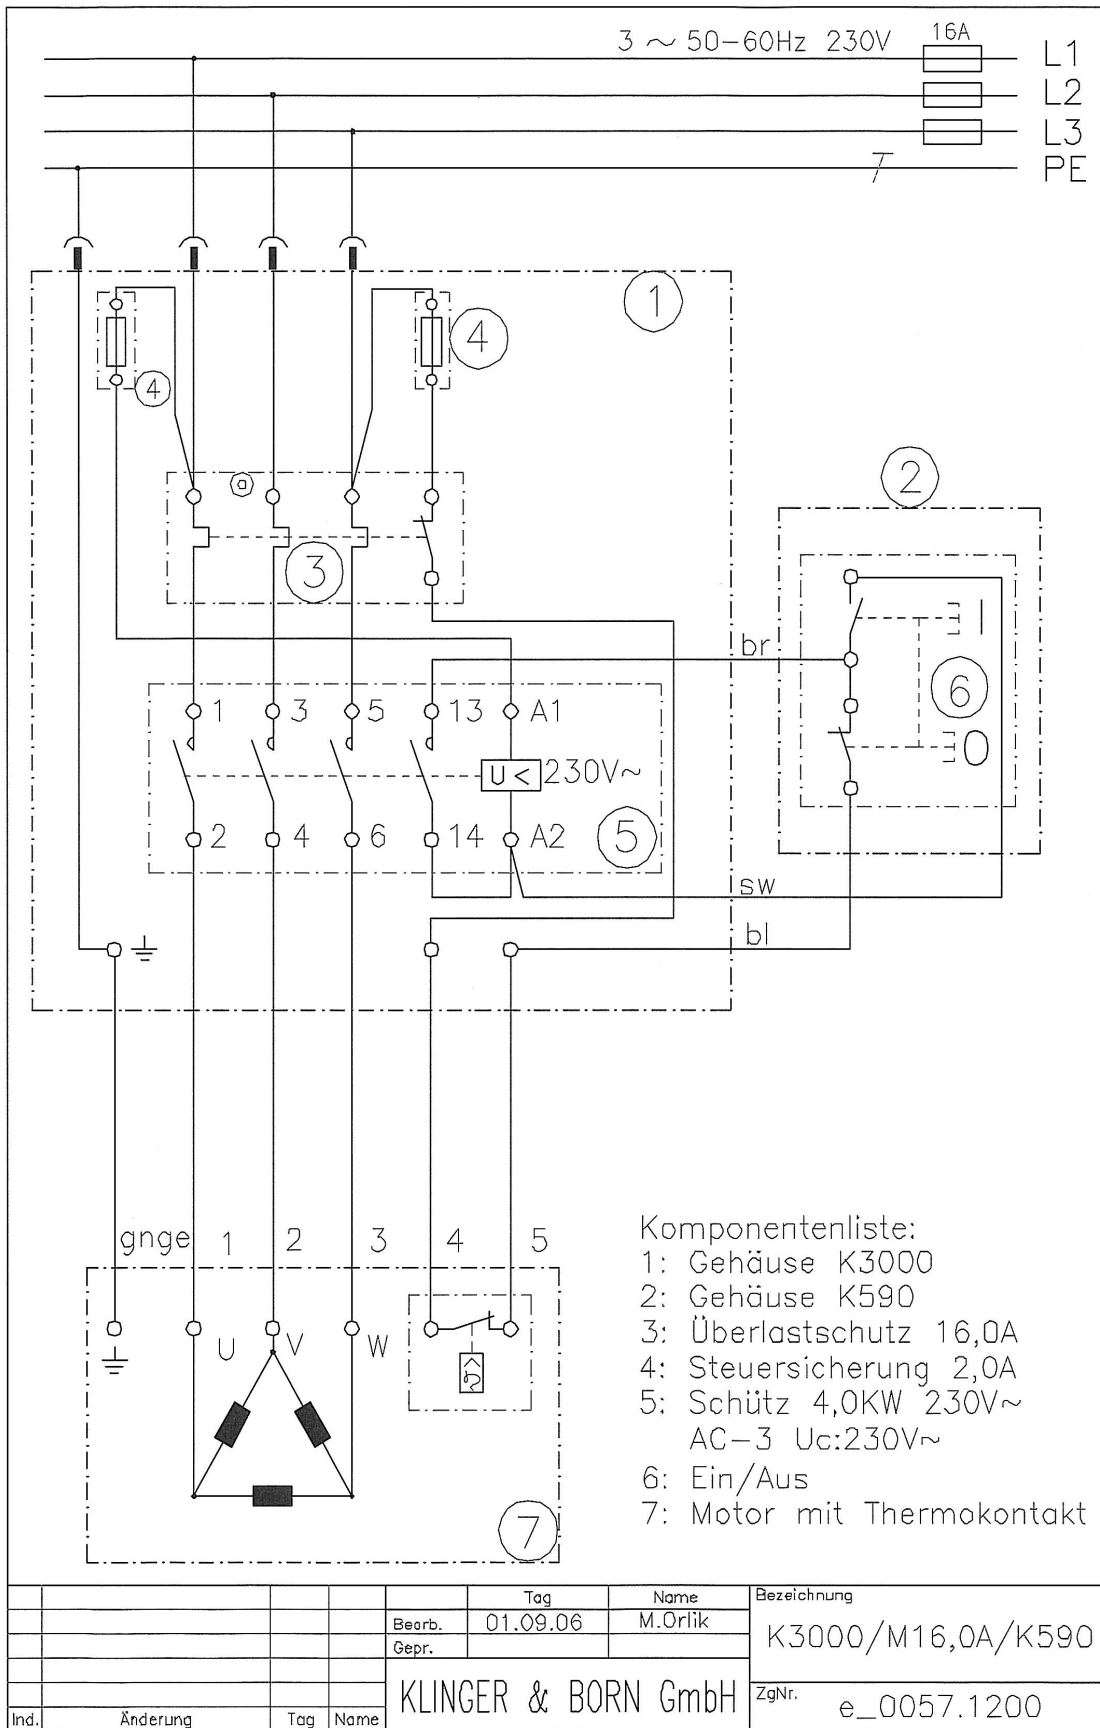 3 ~ 50-60Hz 230V
16A
L1
L2
L3
PE
1
4
4
a
2
3
br
6
I
O
1
3
5
13
A1
U<
230V~
2
4
6
14
A2
5
sw
bl
gnge
1
2
3
4
5
U
V
W
7
Komponentenliste:
1: Gehäuse K3000
2: Gehäuse K590
3: Überlastschutz 16,0A
4: Steuersicherung 2,0A
5: Schütz 4,0KW 230V~
AC-3 Uc:230V~
6: Ein/Aus
7: Motor mit Thermokontakt
Tag
Name
Bezeichnung
Bearb.
01.09.06
M.Orlik
K3000/M16,0A/K590
Gepr.
KLINGER & BORN GmbH
ZgNr.
e_0057.1200
Ind.
Änderung
Tag
Name